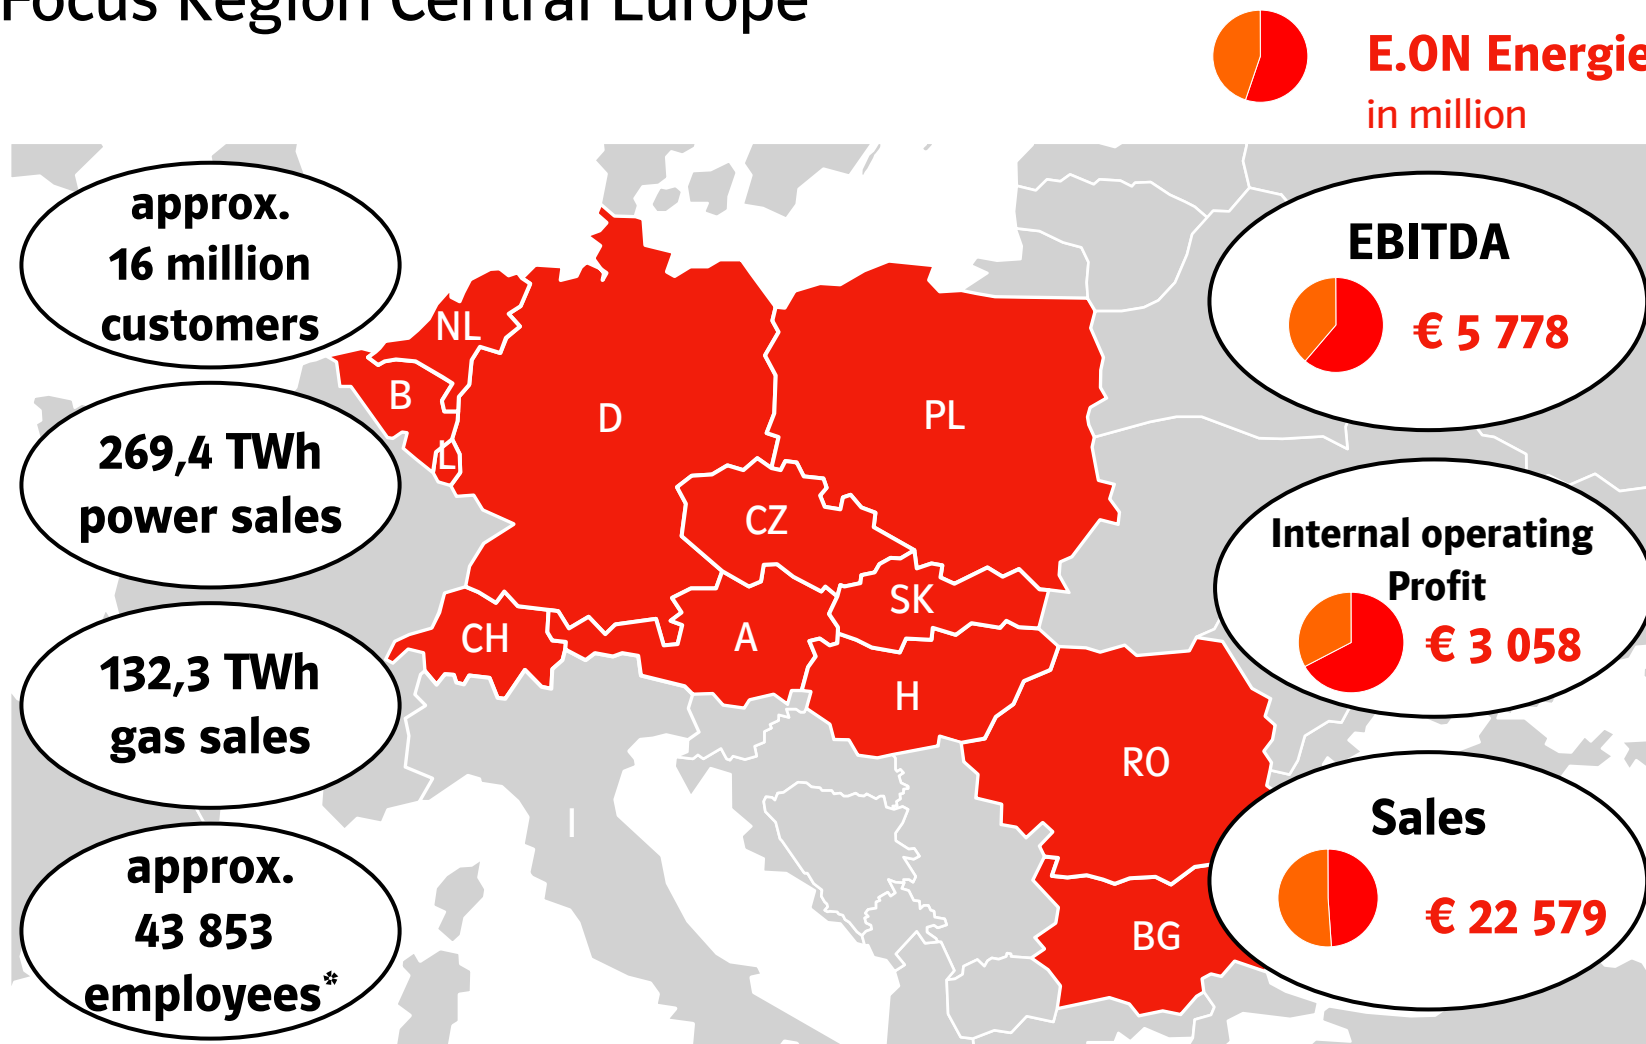 Focus Region Central Europe
E.ON Energie
in million
approx.
16 million
customers
269,4 TWh
power sales
132,3 TWh
gas sales
approx.
43 853
employees*
NL
B
L
D
PL
CZ
SK
CH
A
H
RO
I
BG
EBITDA
€ 5 778
Internal operating
Profit
€ 3 058
Sales
€ 22 579